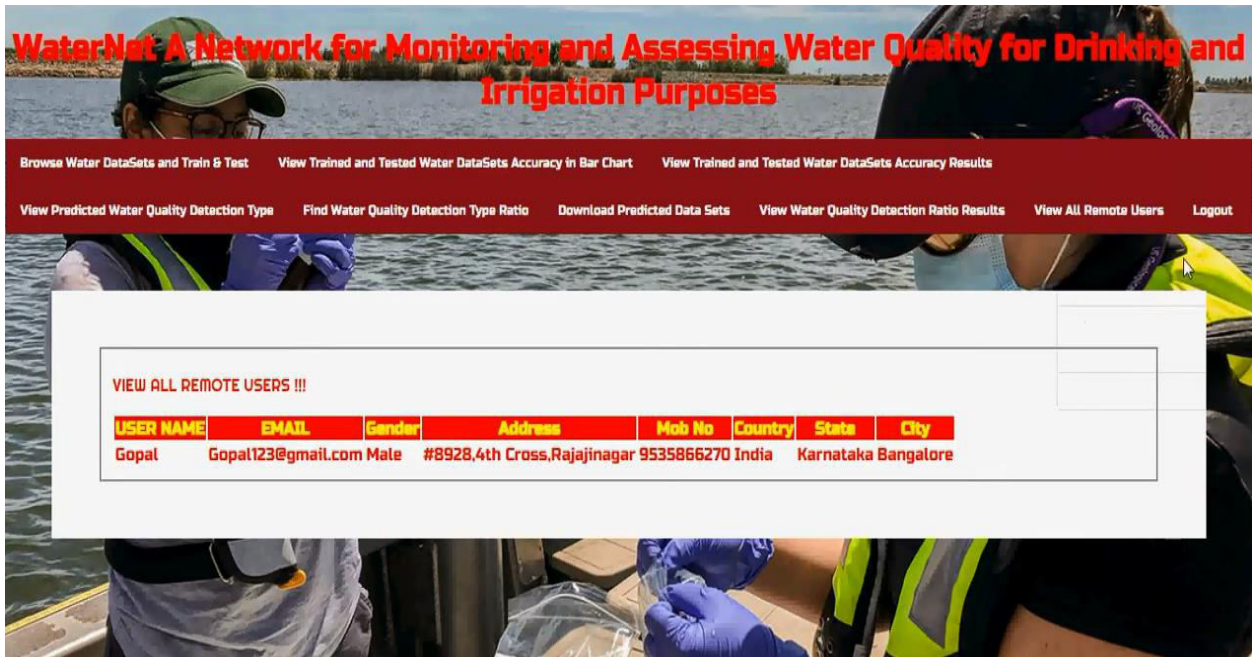 WaterNet A Network for Monitoring and Assessing Water Quality for Drinking and
Irrigation Purposes
Browse Water DataSets and Train & Test View Trained and Tested Water DataSets Accuracy in Bar Chart View Trained and Tested Water DataSets Accuracy Results
View Predicted Water Quality Detection Type Find Water Quality Detection Type Ratio Download Predicted Data Sets View Water Quality Detection Ratio Results View All Remote Users Logout
VIEW ALL REMOTE USERS !!!
USER NAME EMAIL Gender Address Mob No Country State City
Gopal Gopal123@gmail.com Male #8928,4th Cross,Rajajinagar 9535866270 India Karnataka Bangalore